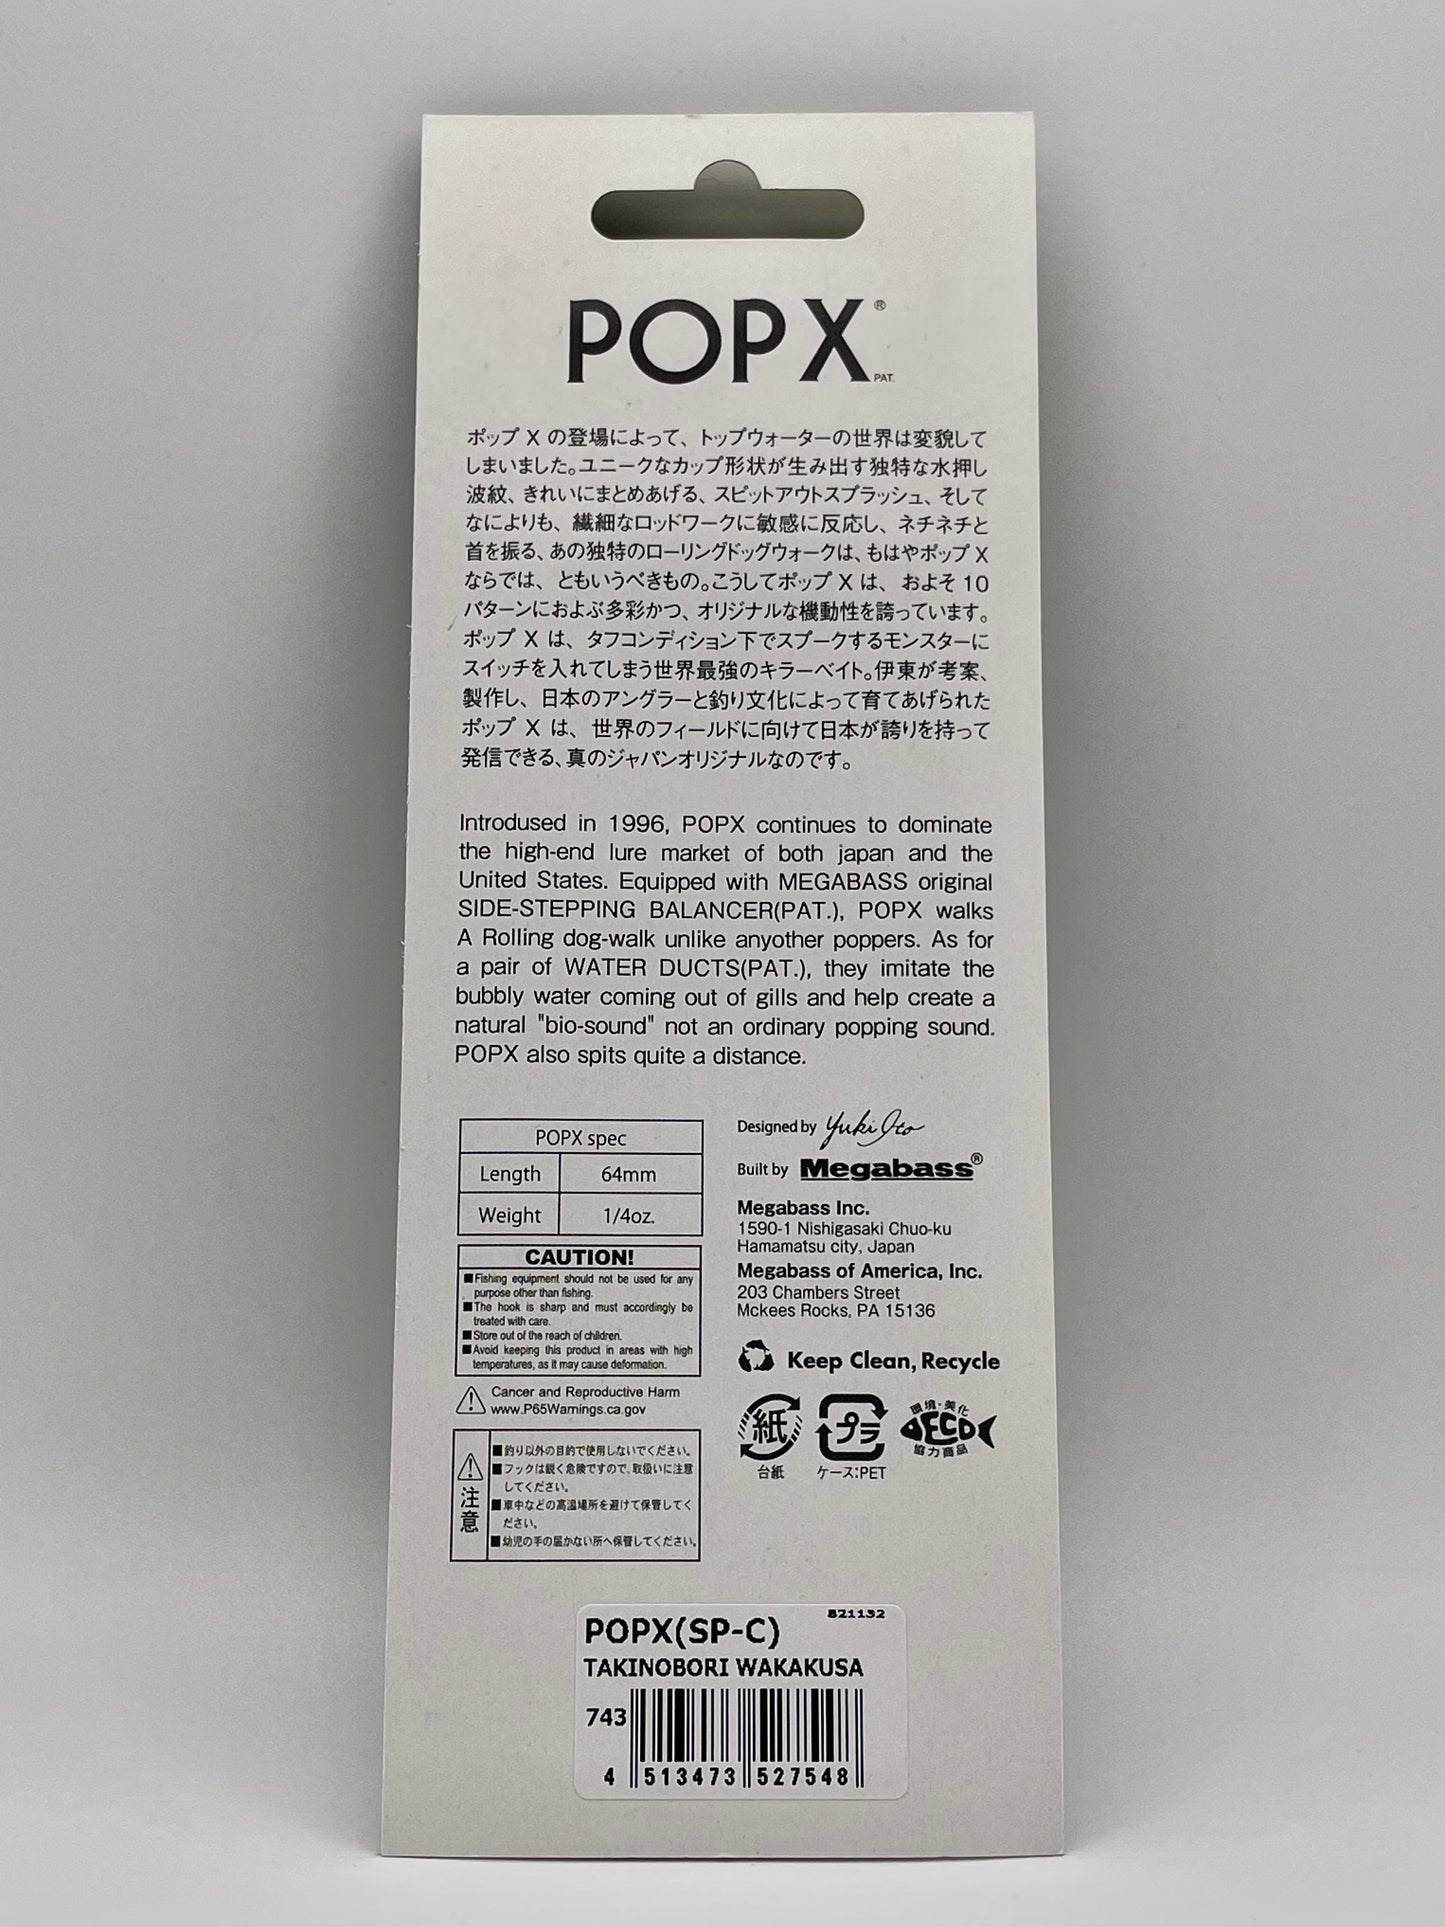 POPX®
PAT.
ポップ X の登場によって、トップウォーターの世界は変貌して
しまいました。ユニークなカップ形状が生み出す独特な水押し
波紋、きれいにまとめあげる、スピットアウトスプラッシュ、そして
なによりも、繊細なロッドワークに敏感に反応し、ネチネチと
首を振る、あの独特のローリングドッグウォークは、もはやポップ X
ならでは、ともいうべきもの。こうしてポップ X は、およそ 10
パターンにおよぶ多彩かつ、オリジナルな機動性を誇っています。
ポップ X は、タフコンディション下でスプークするモンスターに
スイッチを入れてしまう世界最強のキラーベイト。伊東が考案、
製作し、日本のアングラーと釣り文化によって育てあげられた
ポップ X は、世界のフィールドに向けて日本が誇りを持って
発信できる、真のジャパンオリジナルなのです。
Introdused in 1996, POPX continues to dominate
the high-end lure market of both japan and the
United States. Equipped with MEGABASS original
SIDE-STEPPING BALANCER(PAT.), POPX walks
A Rolling dog-walk unlike anyother poppers. As for
a pair of WATER DUCTS(PAT.), they imitate the
bubbly water coming out of gills and help create a
natural "bio-sound" not an ordinary popping sound.
POPX also spits quite a distance.
POPX spec
Length 64mm
Weight 1/4oz.
CAUTION!
■Fishing equipment should not be used for any
purpose other than fishing.
■The hook is sharp and must accordingly be
treated with care.
■Store out of the reach of children.
■Avoid keeping this product in areas with high
temperatures, as it may cause deformation.
Cancer and Reproductive Harm
www.P65Warnings.ca.gov
注意
■釣り以外の目的で使用しないでください。
■フックは鋭く危険ですので、取扱いに注意
してください。
■車中などの高温場所を避けて保管してく
ださい。
■幼児の手の届かない所へ保管してください。
Designed by Yuki Ito
Built by Megabass®
Megabass Inc.
1590-1 Nishigasaki Chuo-ku
Hamamatsu city, Japan
Megabass of America, Inc.
203 Chambers Street
Mckees Rocks, PA 15136
Keep Clean, Recycle
紙
台紙
プラ
ケース:PET
環境・美化
ECO
協力商品
821132
POPX(SP-C)
TAKINOBORI WAKAKUSA
743
4 513473 527548